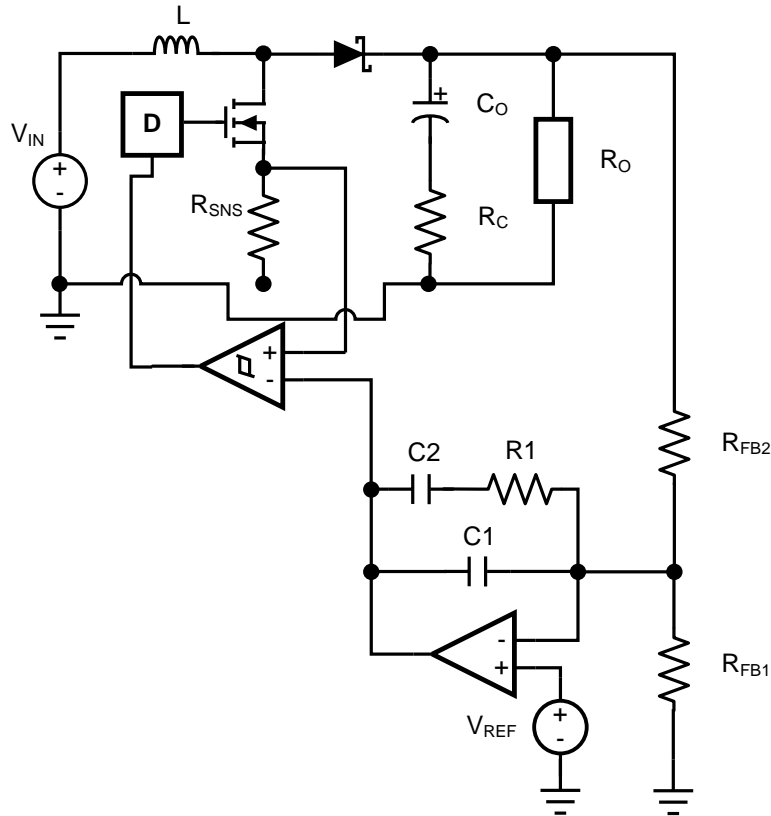 L
D
V_IN
+
-
R_SNS
+
C_O
R_C
R_O
+
-
C2
R1
C1
R_FB2
-
+
V_REF
+
-
R_FB1